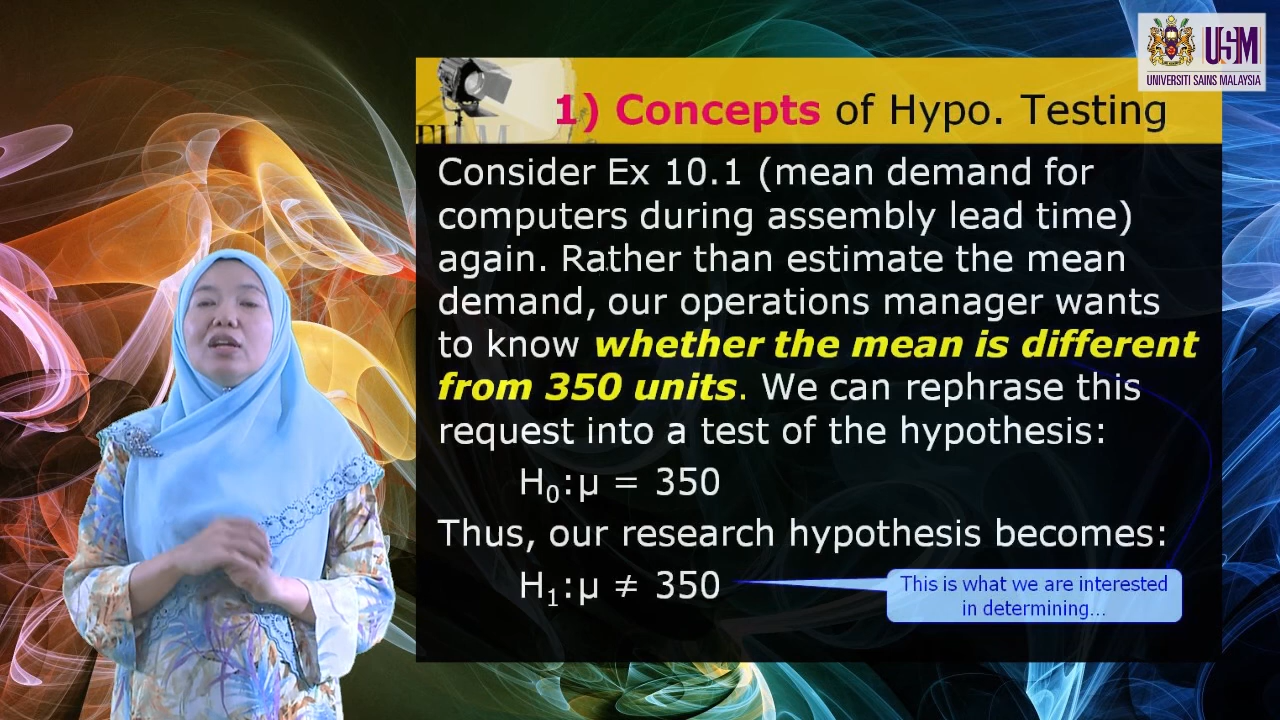 USM
UNIVERSITI SAINS MALAYSIA
FILM
1) Concepts of Hypo. Testing
Consider Ex 10.1 (mean demand for
computers during assembly lead time)
again. Rather than estimate the mean
demand, our operations manager wants
to know whether the mean is different
from 350 units. We can rephrase this
request into a test of the hypothesis:
H₀:µ = 350
Thus, our research hypothesis becomes:
H₁:µ ≠ 350
This is what we are interested
in determining...